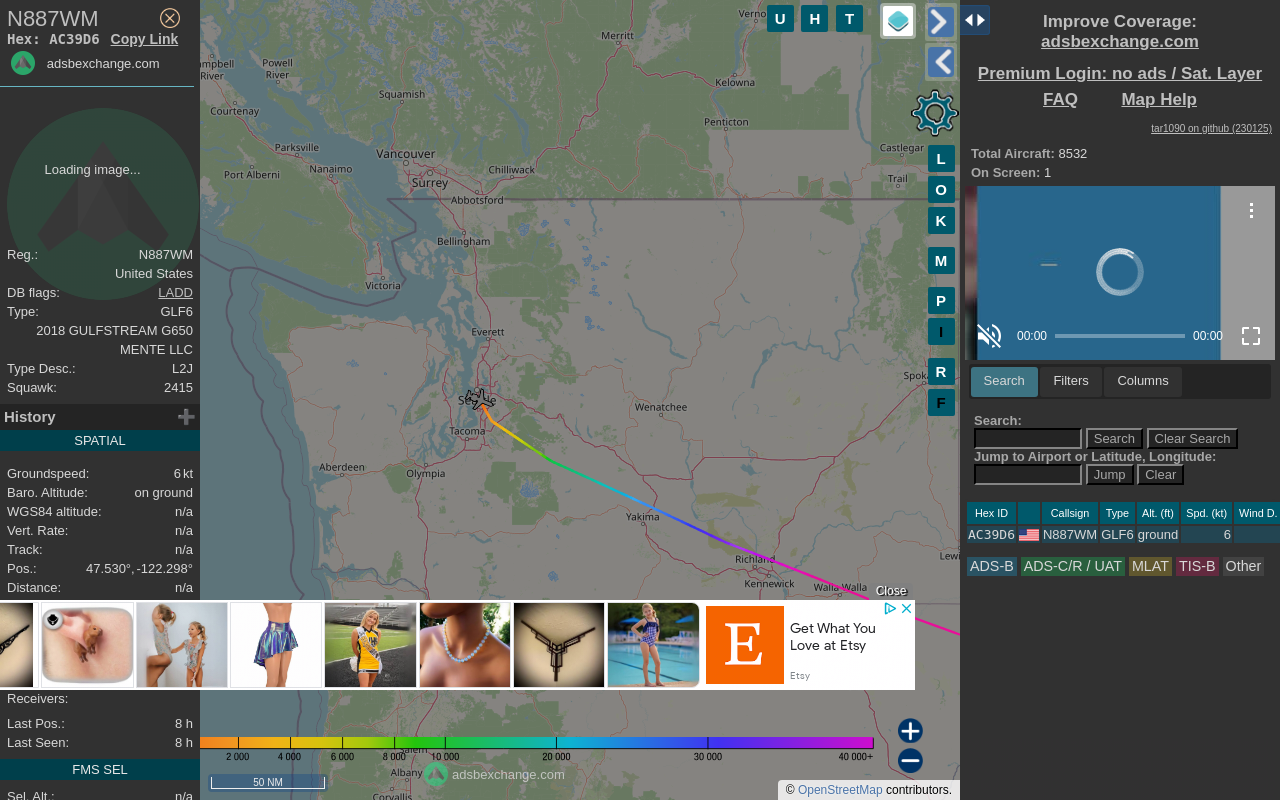 N887WM
Hex: AC39D6 Copy Link
adsbexchange.com
Loading image...
Reg.: N887WM
United States
DB flags: LADD
Type: GLF6
2018 GULFSTREAM G650
MENTE LLC
Type Desc.: L2J
Squawk: 2415
History
SPATIAL
Groundspeed: 6 kt
Baro. Altitude: on ground
WGS84 altitude: n/a
Vert. Rate: n/a
Track: n/a
Pos.: 47.530°, -122.298°
Distance: n/a
Receivers:
Last Pos.: 8 h
Last Seen: 8 h
FMS SEL
Sel. Alt.: n/a
Merritt
Powell
River
River
Squamish
Kelowna
Courtenay
Penticton
Parksville
Vancouver
Castlegar
Nanaimo
Chilliwack
Port Alberni
Surrey
Trail
Abbotsford
Bellingham
Victoria
Everett
Wenatchee
Tacoma
Aberdeen
Olympia
Yakima
Richland
Kennewick
Walla Walla
Albany
Corvallis
U H T
L
O
K
M
P
I
R
F
Close
Get What You
Love at Etsy
Etsy
E
2 000 4 000 6 000 8 000 10 000 20 000 30 000 40 000+
50 NM
adsbexchange.com
© OpenStreetMap contributors.
Improve Coverage:
adsbexchange.com
Premium Login: no ads / Sat. Layer
FAQ Map Help
tar1090 on github (230125)
Total Aircraft: 8532
On Screen: 1
00:00 00:00
Search Filters Columns
Search:
Search Clear Search
Jump to Airport or Latitude, Longitude:
Jump Clear
Hex ID Callsign Type Alt. (ft) Spd. (kt) Wind D.
AC39D6 N887WM GLF6 ground 6
ADS-B ADS-C/R / UAT MLAT TIS-B Other